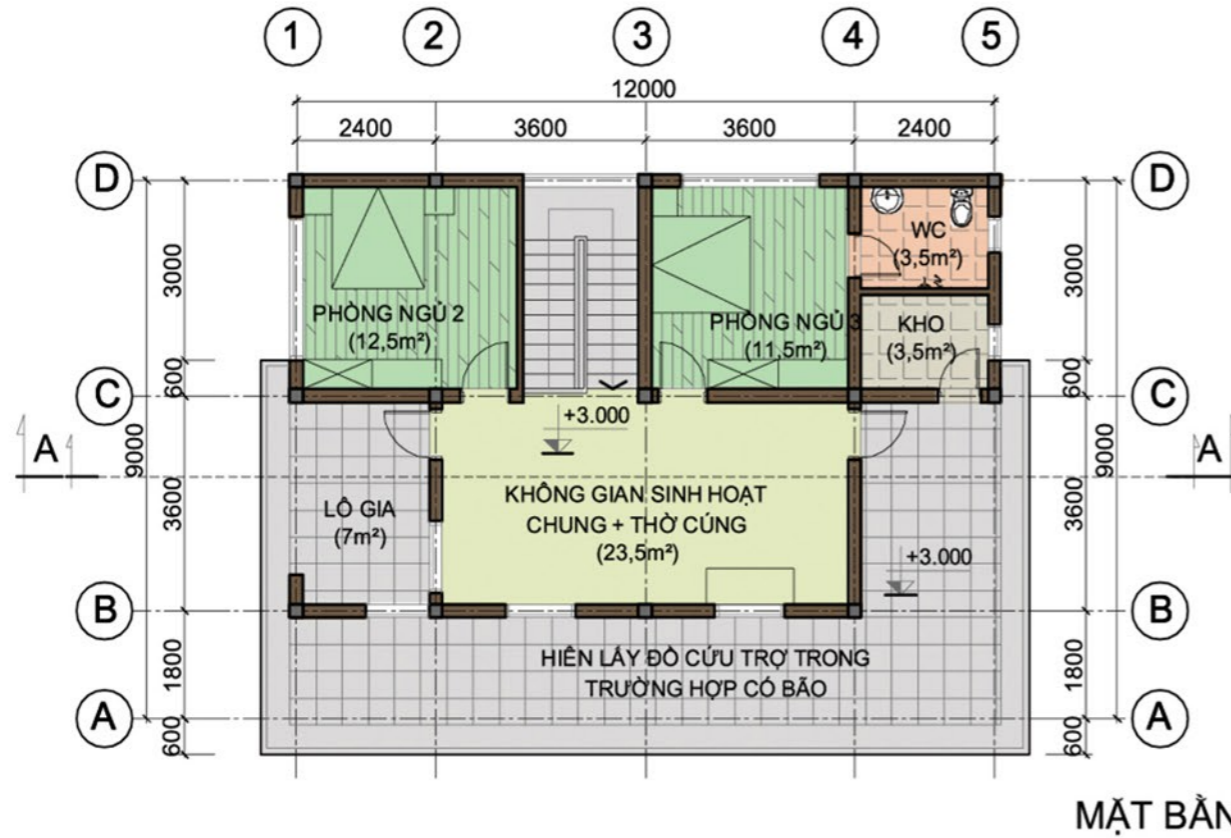 1 2 3 4 5
12000
2400 3600 3600 2400
D D
3000 3000
WC
(3,5m²)
PHÒNG NGỦ 2
(12,5m²)
PHÒNG NGỦ 3
(11,5m²)
KHO
(3,5m²)
600 600
C C
+3.000
9000 9000
A A
3600 3600
KHÔNG GIAN SINH HOẠT
CHUNG + THỜ CÚNG
(23,5m²)
LÔ GIA
(7m²)
+3.000
B B
1800 1800
HIÊN LẤY ĐỒ CỨU TRỢ TRONG
TRƯỜNG HỢP CÓ BÃO
A A
600 600
MẶT BẰN